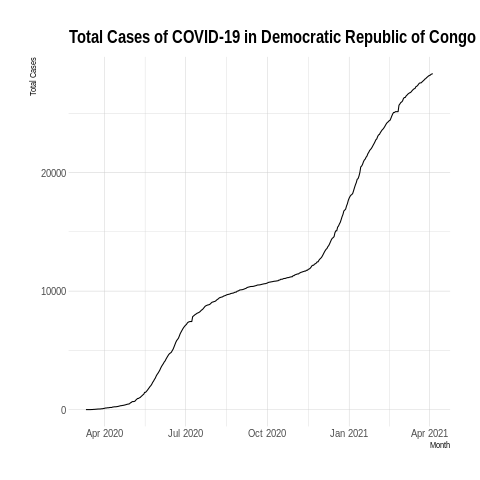 Total Cases of COVID-19 in Democratic Republic of Congo
Total Cases
20000
10000
0
Apr 2020 Jul 2020 Oct 2020 Jan 2021 Apr 2021
Month